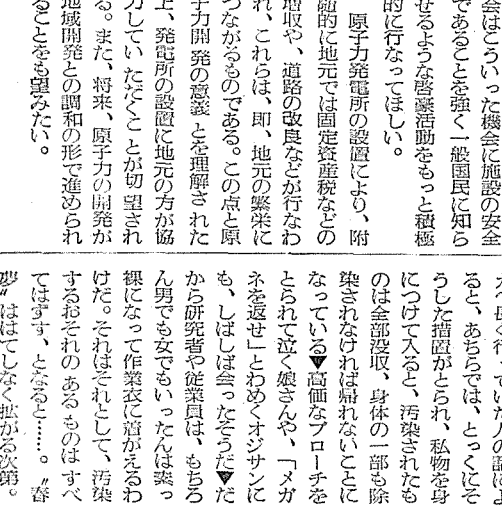 会はこういった機会に施設の安全
であることを強く一般国民に知ら
せるような啓蒙活動をもっと積極
的に行なってほしい。
原子力発電所の設置により、附
随的に地元では固定資産税などの
増収や、道路の改良などが行なわ
れ、これらは、即、地元の繁栄に
つながるものである。この点と原
子力開発の意義とを理解された
上、発電所の設置に地元の方が協
力していただくことが切望され
る。また、将来、原子力の開発が
地域開発との調和の形で進められ
ることをも望みたい。
長く行っていた人の話によ
ると、あちらでは、とっくにそ
うした措置がとられ、私物を身
につけて入ると、汚染されたも
のは全部没収、身体の一部も除
染されなければ帰れないことに
なっている▼高価なブローチを
とられて泣く娘さんや、「メガ
ネを返せ」とわめくオジサンに
も、しばしば会ったそうだ▼だ
から研究者や従業員は、もちろ
ん男でも女でもいったんは素っ
裸になって作業衣に着がえるわ
けだ。それはそれとして、汚染
するおそれのあるものはすべ
てはずす、となると……。〃春
夢〃ははてしなく拡がる次第。